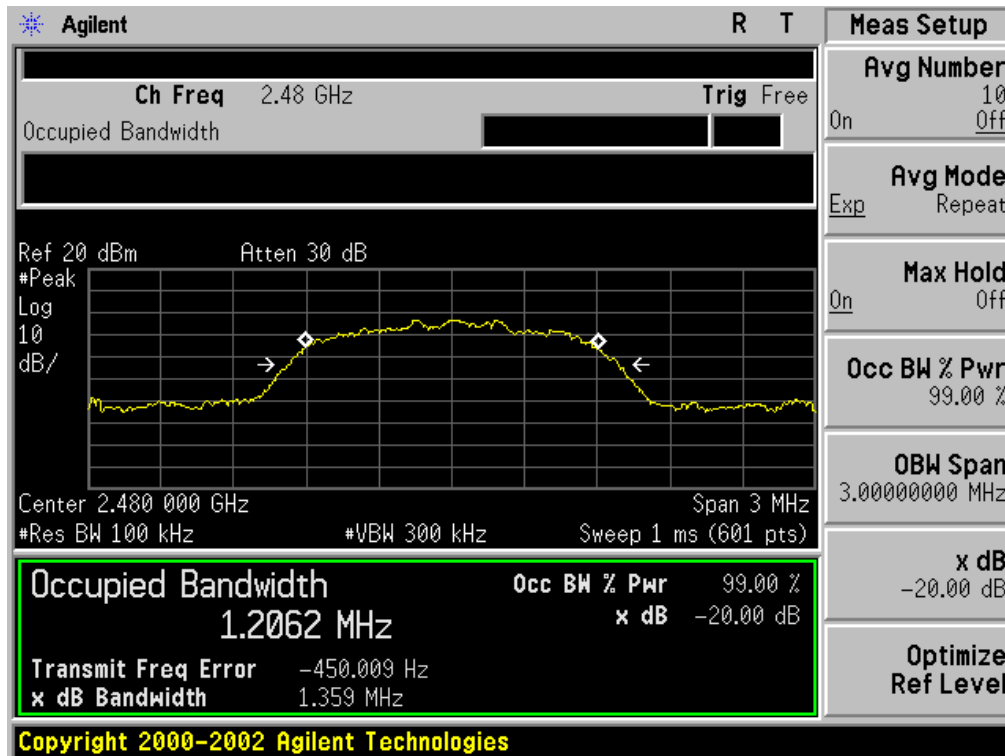 Agilent R T Meas Setup
Ch Freq 2.48 GHz Trig Free
Occupied Bandwidth
Avg Number
10
On Off
Avg Mode
Exp Repeat
Max Hold
On Off
Occ BW % Pwr
99.00 %
OBW Span
3.00000000 MHz
x dB
-20.00 dB
Optimize
Ref Level
Ref 20 dBm Atten 30 dB
#Peak
Log
10
dB/
Center 2.480 000 GHz Span 3 MHz
#Res BW 100 kHz #VBW 300 kHz Sweep 1 ms (601 pts)
Occupied Bandwidth Occ BW % Pwr 99.00 %
1.2062 MHz x dB -20.00 dB
Transmit Freq Error -450.009 Hz
x dB Bandwidth 1.359 MHz
Copyright 2000-2002 Agilent Technologies